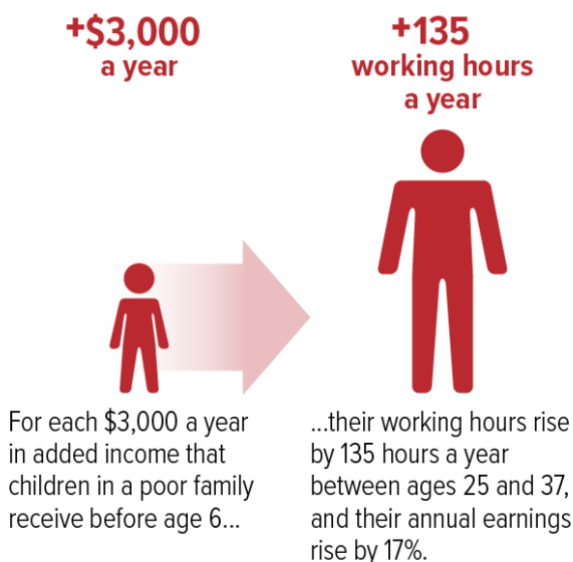 +$3,000
a year
+135
working hours
a year
For each $3,000 a year
in added income that
children in a poor family
receive before age 6...
...their working hours rise
by 135 hours a year
between ages 25 and 37,
and their annual earnings
rise by 17%.